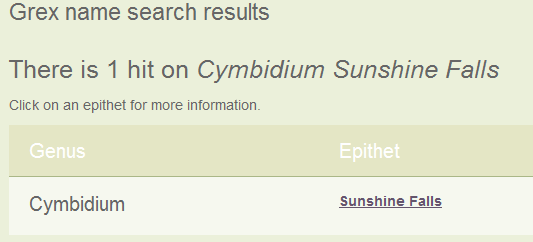 Grex name search results
There is 1 hit on Cymbidium Sunshine Falls
Click on an epithet for more information.
Genus Epithet
Cymbidium Sunshine Falls